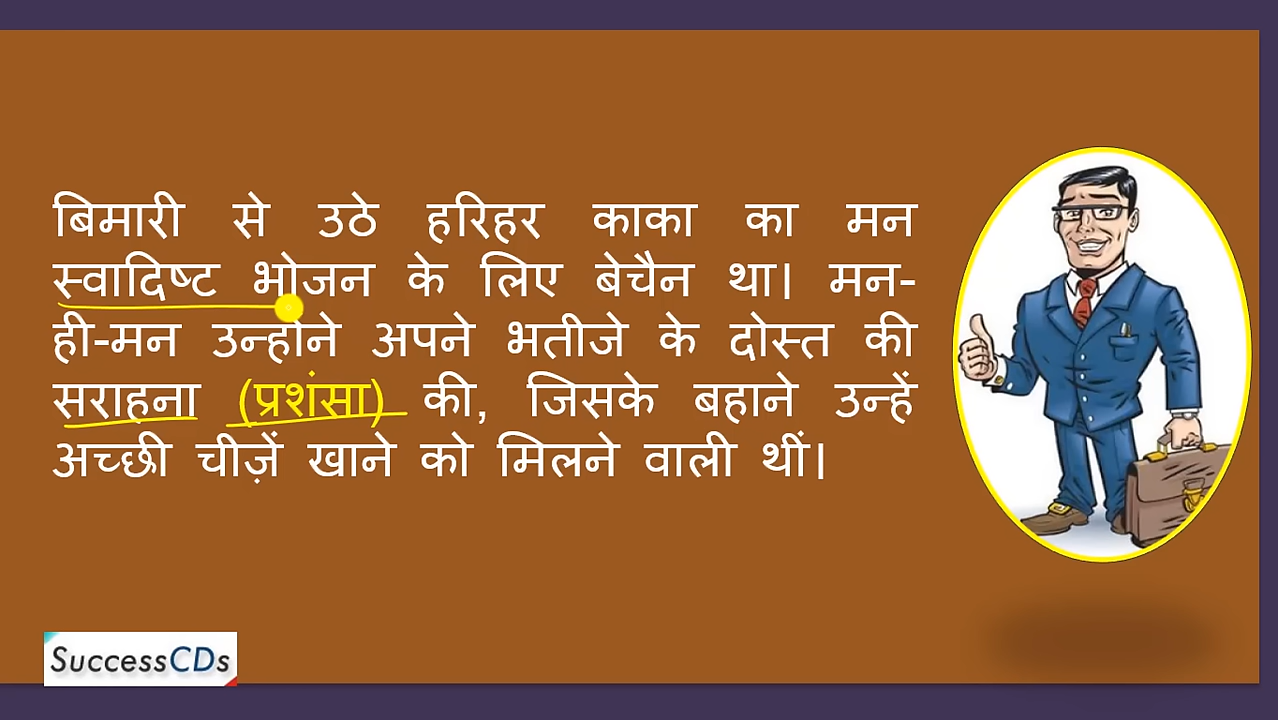 बिमारी से उठे हरिहर काका का मन
स्वादिष्ट भोजन के लिए बेचैन था। मन-
ही-मन उन्होंने अपने भतीजे के दोस्त की
सराहना (प्रशंसा) की, जिसके बहाने उन्हें
अच्छी चीज़ें खाने को मिलने वाली थीं।
SuccessCDs